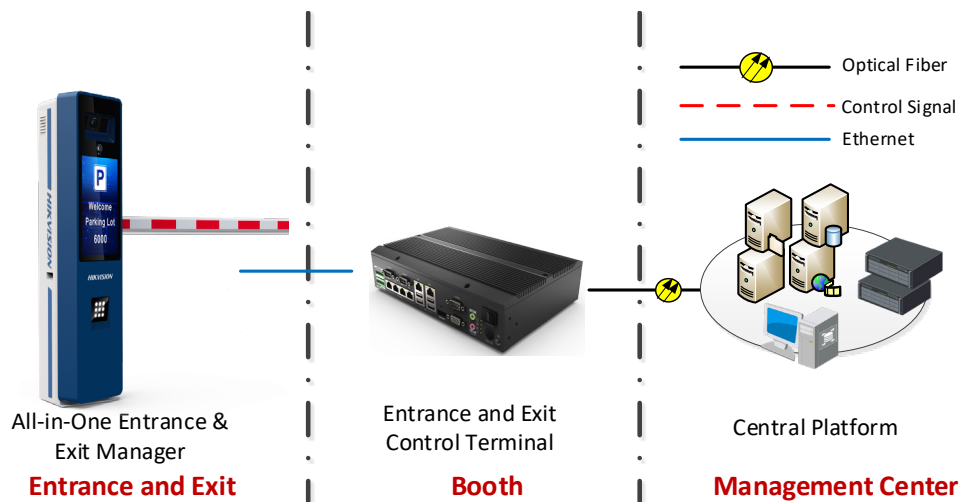 Optical Fiber
Control Signal
Ethernet
HIKVISION
P
Welcome
Parking Lot
6000
HIKVISION
All-in-One Entrance &
Exit Manager
Entrance and Exit
Entrance and Exit
Control Terminal
Booth
Central Platform
Management Center